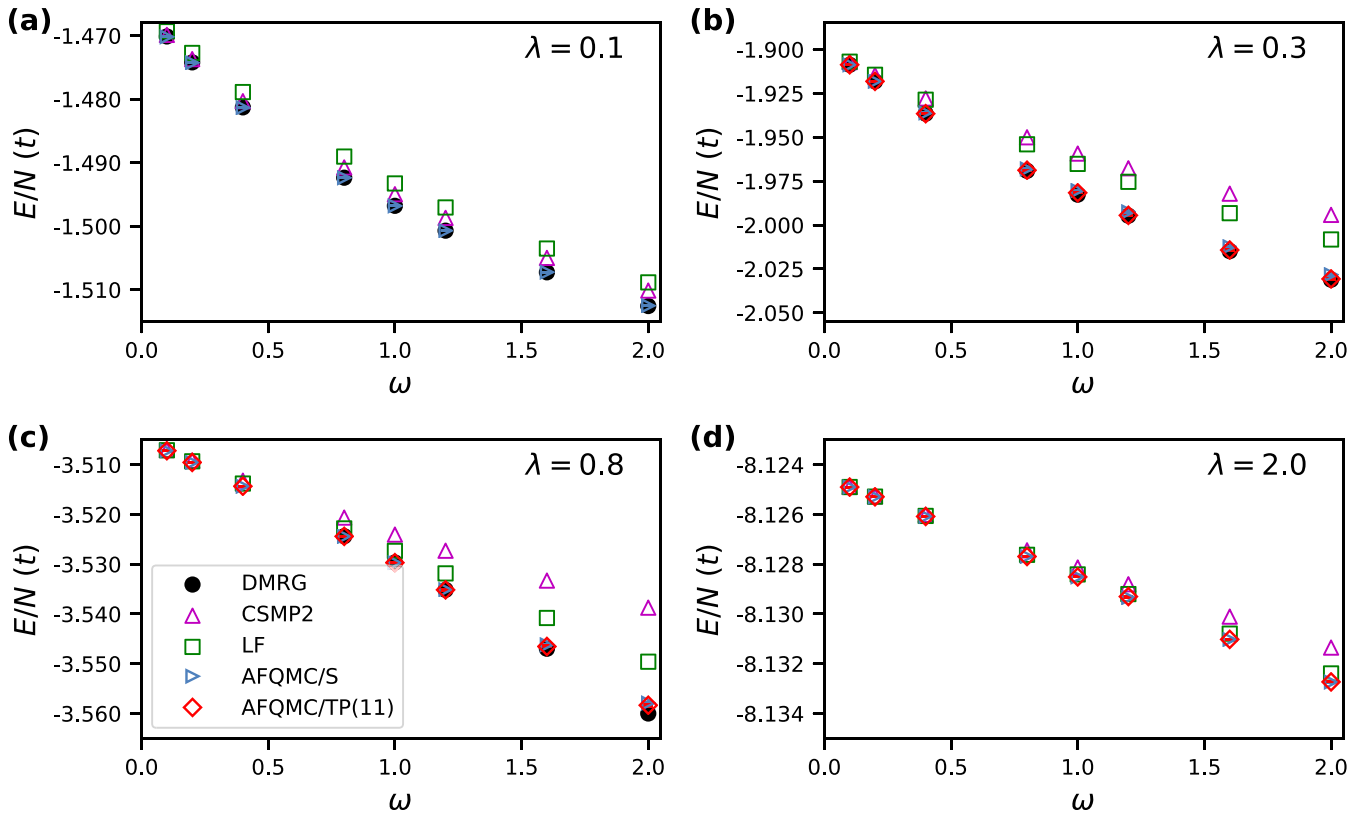 (a)
λ = 0.1
-1.470
-1.480
-1.490
-1.500
-1.510
E/N (t)
0.0 0.5 1.0 1.5 2.0
ω
(b)
λ = 0.3
-1.900
-1.925
-1.950
-1.975
-2.000
-2.025
-2.050
E/N (t)
0.0 0.5 1.0 1.5 2.0
ω
(c)
λ = 0.8
-3.510
-3.520
-3.530
-3.540
-3.550
-3.560
E/N (t)
DMRG
CSMP2
LF
AFQMC/S
AFQMC/TP(11)
0.0 0.5 1.0 1.5 2.0
ω
(d)
λ = 2.0
-8.124
-8.126
-8.128
-8.130
-8.132
-8.134
E/N (t)
0.0 0.5 1.0 1.5 2.0
ω